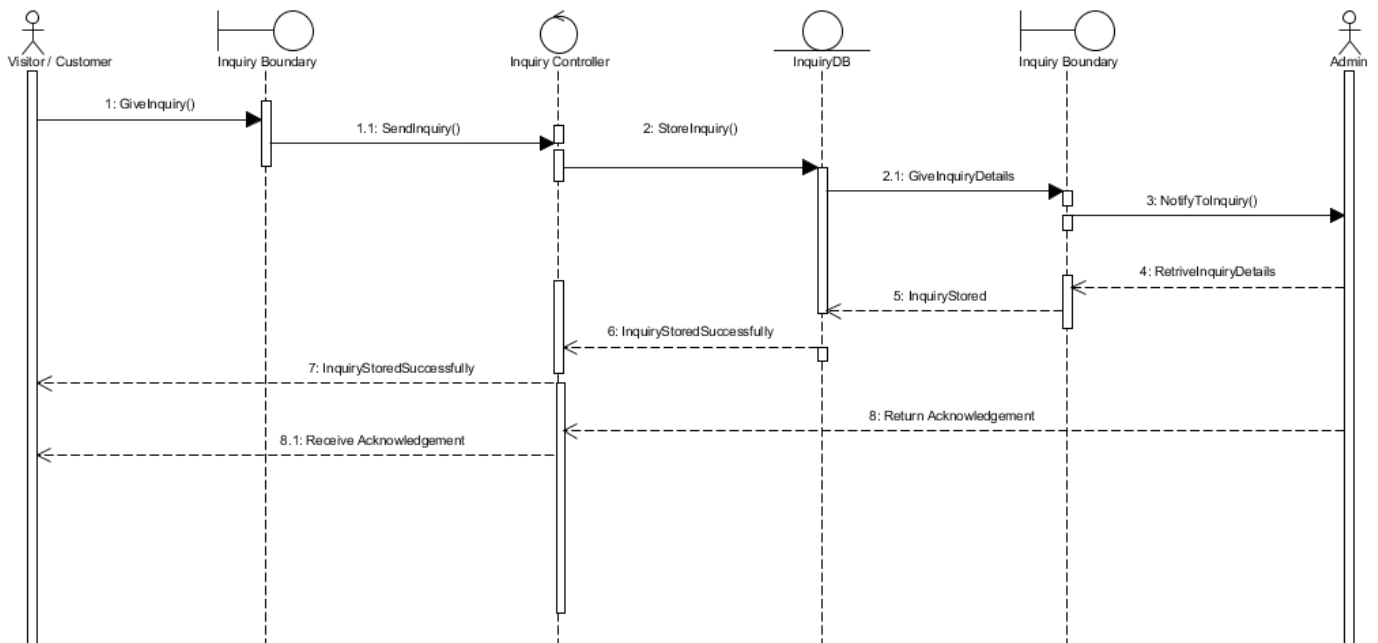 Visitor / Customer
Inquiry Boundary
Inquiry Controller
InquiryDB
Inquiry Boundary
Admin
1: GiveInquiry()
1.1: SendInquiry()
2: StoreInquiry()
2.1: GiveInquiryDetails
3: NotifyToInquiry()
4: RetriveInquiryDetails
5: InquiryStored
6: InquiryStoredSuccessfully
7: InquiryStoredSuccessfully
8: Return Acknowledgement
8.1: Receive Acknowledgement